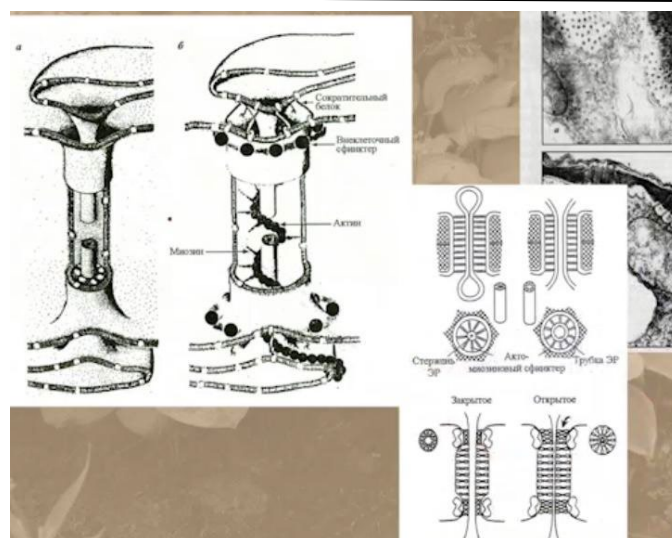 а
б
Сократительный
белок
Внеклеточный
сфинктер
Актин
Миозин
Стержень
ЭР
Акто-
миозиновый сфинктер
Трубка ЭР
Закрытое
Открытое